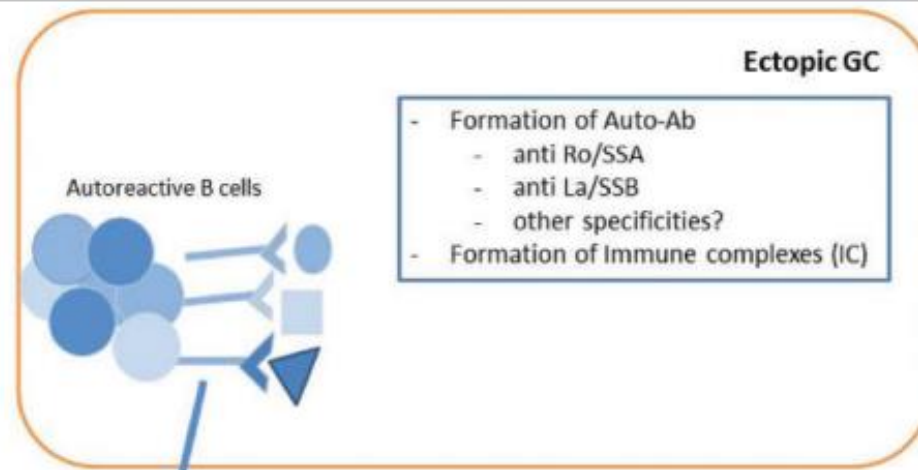 Ectopic GC
- Formation of Auto-Ab
- anti Ro/SSA
- anti La/SSB
- other specificities?
- Formation of Immune complexes (IC)
Autoreactive B cells